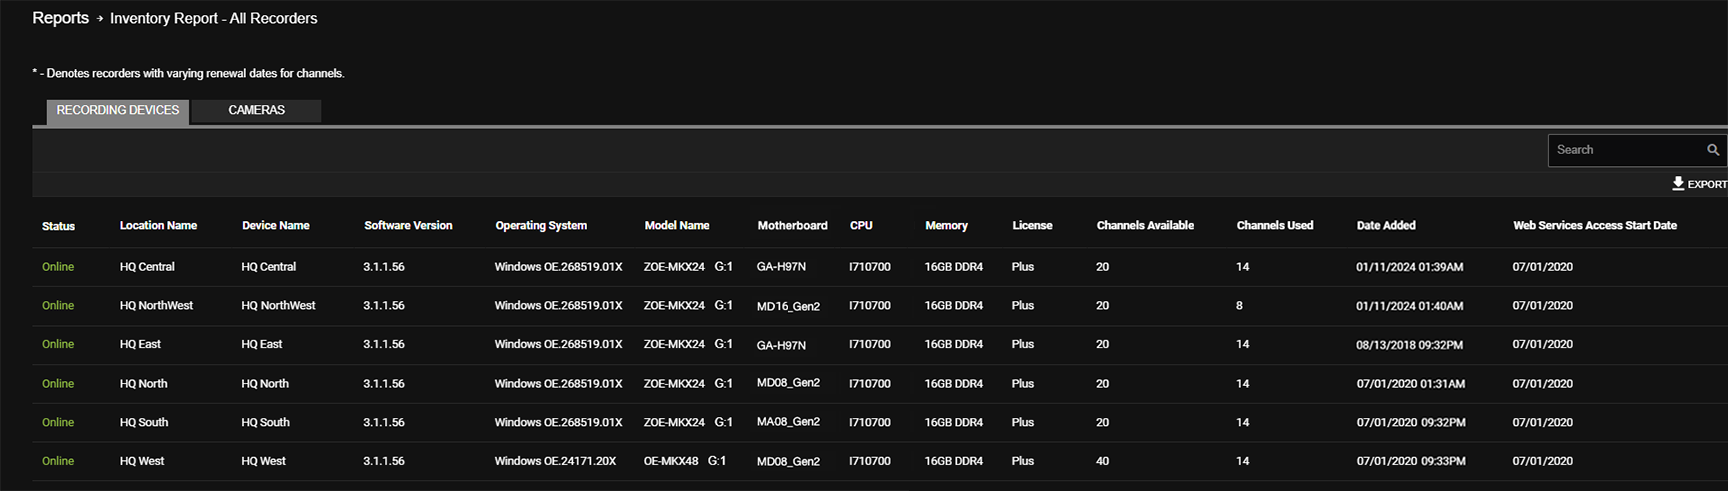 Reports → Inventory Report - All Recorders
* - Denotes recorders with varying renewal dates for channels.
RECORDING DEVICES CAMERAS
Search
EXPORT
Status Location Name Device Name Software Version Operating System Model Name Motherboard CPU Memory License Channels Available Channels Used Date Added Web Services Access Start Date
Online HQ Central HQ Central 3.1.1.56 Windows OE.268519.01X ZOE-MKX24 G:1 GA-H97N I710700 16GB DDR4 Plus 20 14 01/11/2024 01:39AM 07/01/2020
Online HQ NorthWest HQ NorthWest 3.1.1.56 Windows OE.268519.01X ZOE-MKX24 G:1 MD16_Gen2 I710700 16GB DDR4 Plus 20 8 01/11/2024 01:40AM 07/01/2020
Online HQ East HQ East 3.1.1.56 Windows OE.268519.01X ZOE-MKX24 G:1 GA-H97N I710700 16GB DDR4 Plus 20 14 08/13/2018 09:32PM 07/01/2020
Online HQ North HQ North 3.1.1.56 Windows OE.268519.01X ZOE-MKX24 G:1 MD08_Gen2 I710700 16GB DDR4 Plus 20 14 07/01/2020 01:31AM 07/01/2020
Online HQ South HQ South 3.1.1.56 Windows OE.268519.01X ZOE-MKX24 G:1 MA08_Gen2 I710700 16GB DDR4 Plus 20 14 07/01/2020 09:32PM 07/01/2020
Online HQ West HQ West 3.1.1.56 Windows OE.24171.20X OE-MKX48 G:1 MD08_Gen2 I710700 16GB DDR4 Plus 40 14 07/01/2020 09:33PM 07/01/2020